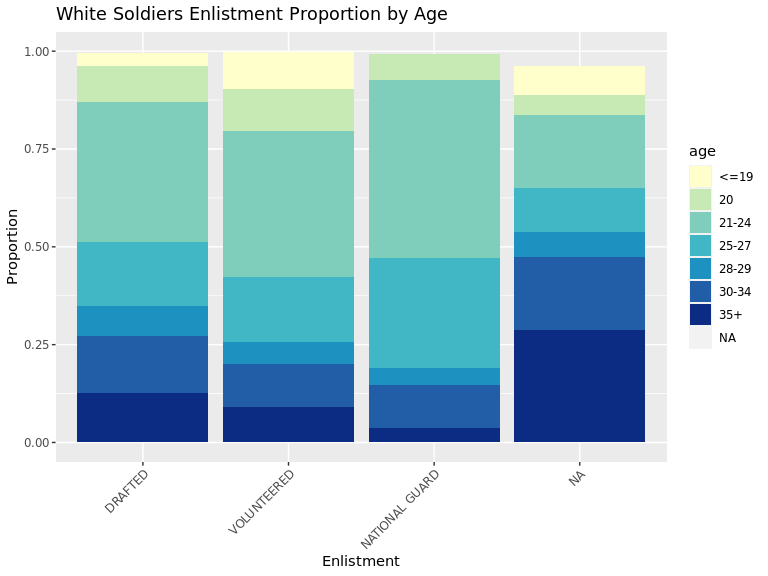 White Soldiers Enlistment Proportion by Age
1.00
0.75
0.50
0.25
0.00
Proportion
DRAFTED
VOLUNTEERED
NATIONAL GUARD
NA
Enlistment
age
<=19
20
21-24
25-27
28-29
30-34
35+
NA